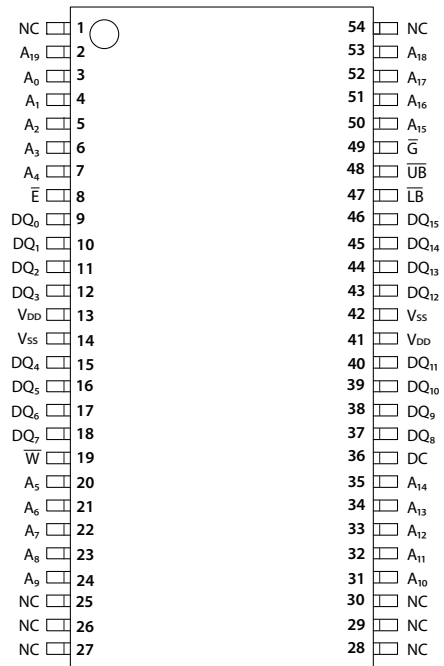 NC 1 54 NC
A₁₉ 2 53 A₁₈
A₀ 3 52 A₁₇
A₁ 4 51 A₁₆
A₂ 5 50 A₁₅
A₃ 6 49 G̅
A₄ 7 48 U̅B̅
E̅ 8 47 L̅B̅
DQ₀ 9 46 DQ₁₅
DQ₁ 10 45 DQ₁₄
DQ₂ 11 44 DQ₁₃
DQ₃ 12 43 DQ₁₂
VDD 13 42 VSS
VSS 14 41 VDD
DQ₄ 15 40 DQ₁₁
DQ₅ 16 39 DQ₁₀
DQ₆ 17 38 DQ₉
DQ₇ 18 37 DQ₈
W̅ 19 36 DC
A₅ 20 35 A₁₄
A₆ 21 34 A₁₃
A₇ 22 33 A₁₂
A₈ 23 32 A₁₁
A₉ 24 31 A₁₀
NC 25 30 NC
NC 26 29 NC
NC 27 28 NC